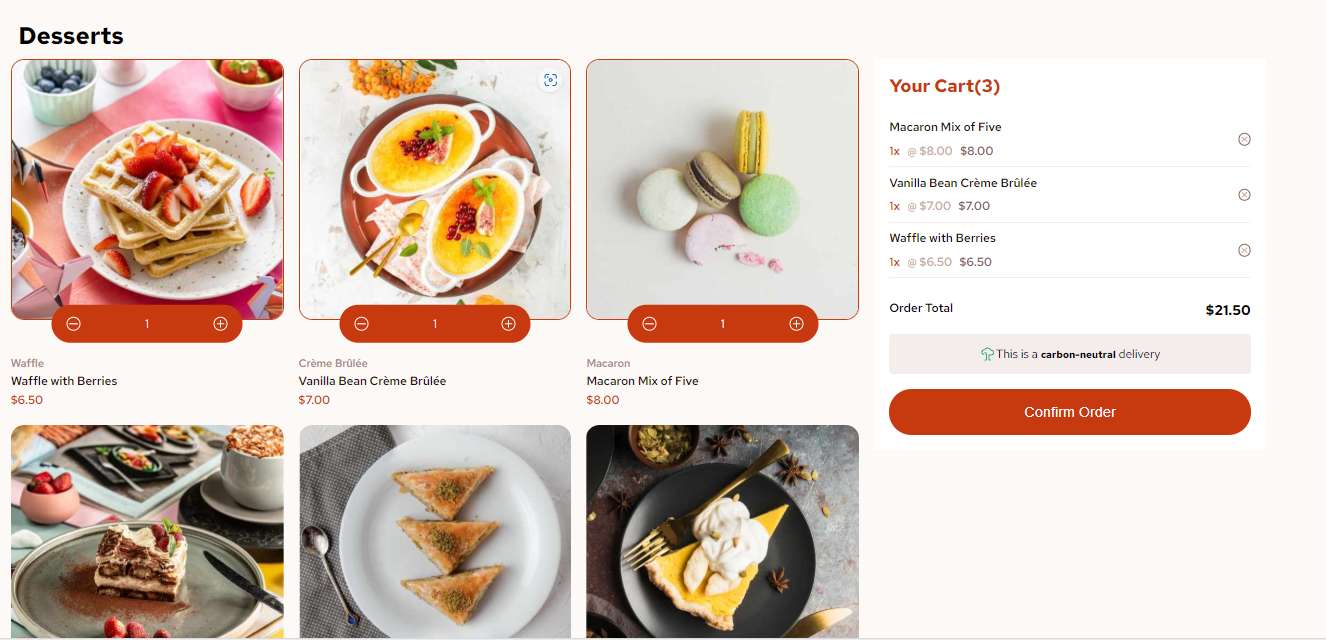 Desserts
1
Waffle
Waffle with Berries
$6.50
1
Crème Brûlée
Vanilla Bean Crème Brûlée
$7.00
1
Macaron
Macaron Mix of Five
$8.00
Your Cart(3)
Macaron Mix of Five
1x @ $8.00 $8.00
Vanilla Bean Crème Brûlée
1x @ $7.00 $7.00
Waffle with Berries
1x @ $6.50 $6.50
Order Total $21.50
This is a carbon-neutral delivery
Confirm Order